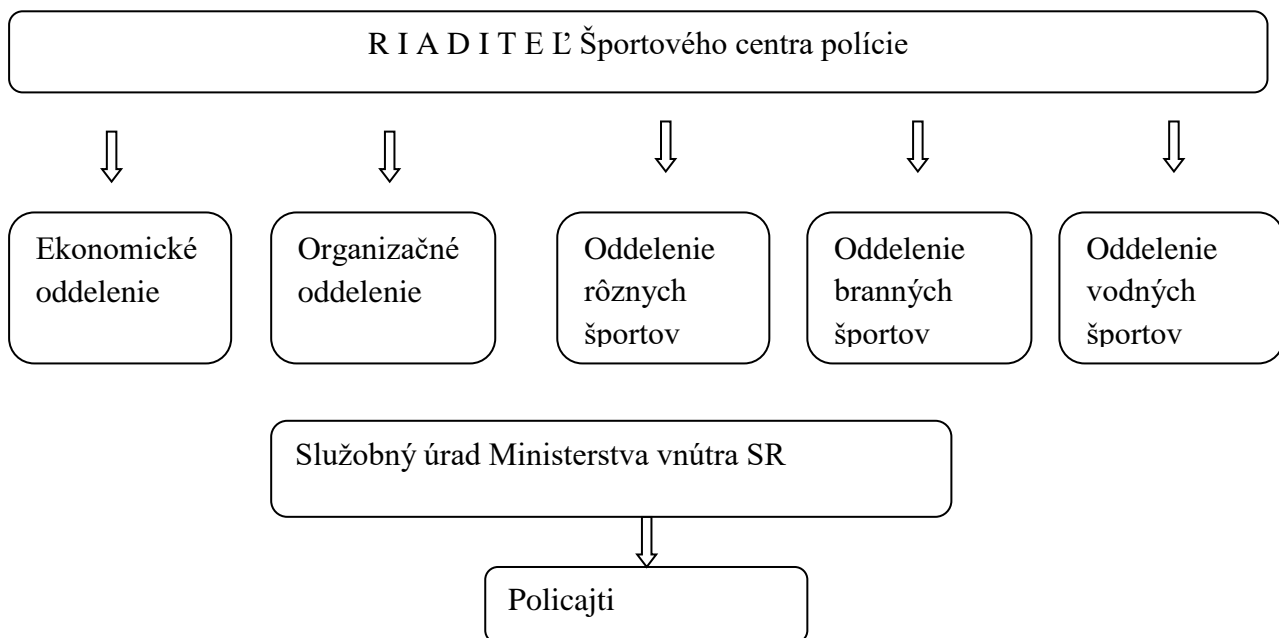 R I A D I T E Ľ Športového centra polície
Ekonomické
oddelenie
Organizačné
oddelenie
Oddelenie
rôznych
športov
Oddelenie
branných
športov
Oddelenie
vodných
športov
Služobný úrad Ministerstva vnútra SR
Policajti